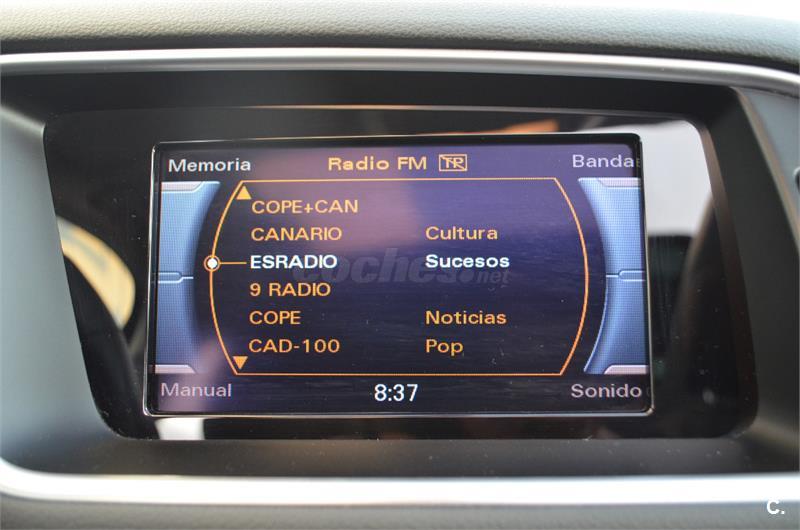 Memoria Radio FM TP Bandas
COPE+CAN
CANARIO Cultura
ESRADIO Sucesos
coches.net
9 RADIO
COPE Noticias
CAD-100 Pop
Manual 8:37 Sonido
C.